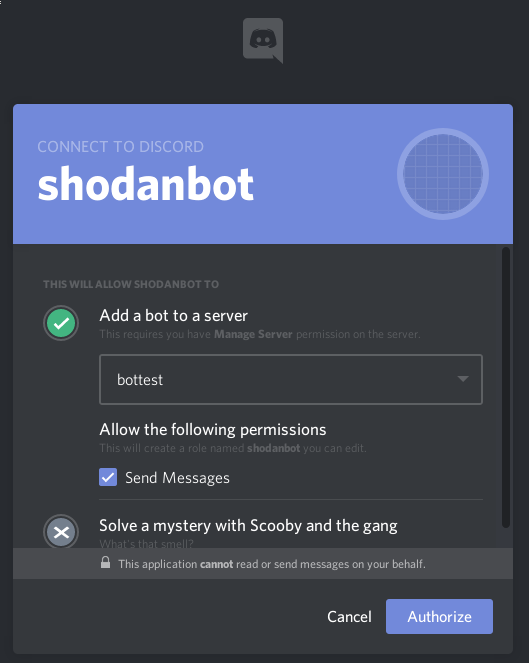 CONNECT TO DISCORD
shodanbot
THIS WILL ALLOW SHODANBOT TO
Add a bot to a server
This requires you have Manage Server permission on the server.
bottest
Allow the following permissions
This will create a role named shodanbot you can edit.
Send Messages
Solve a mystery with Scooby and the gang
What's that smell?
This application cannot read or send messages on your behalf.
Cancel Authorize